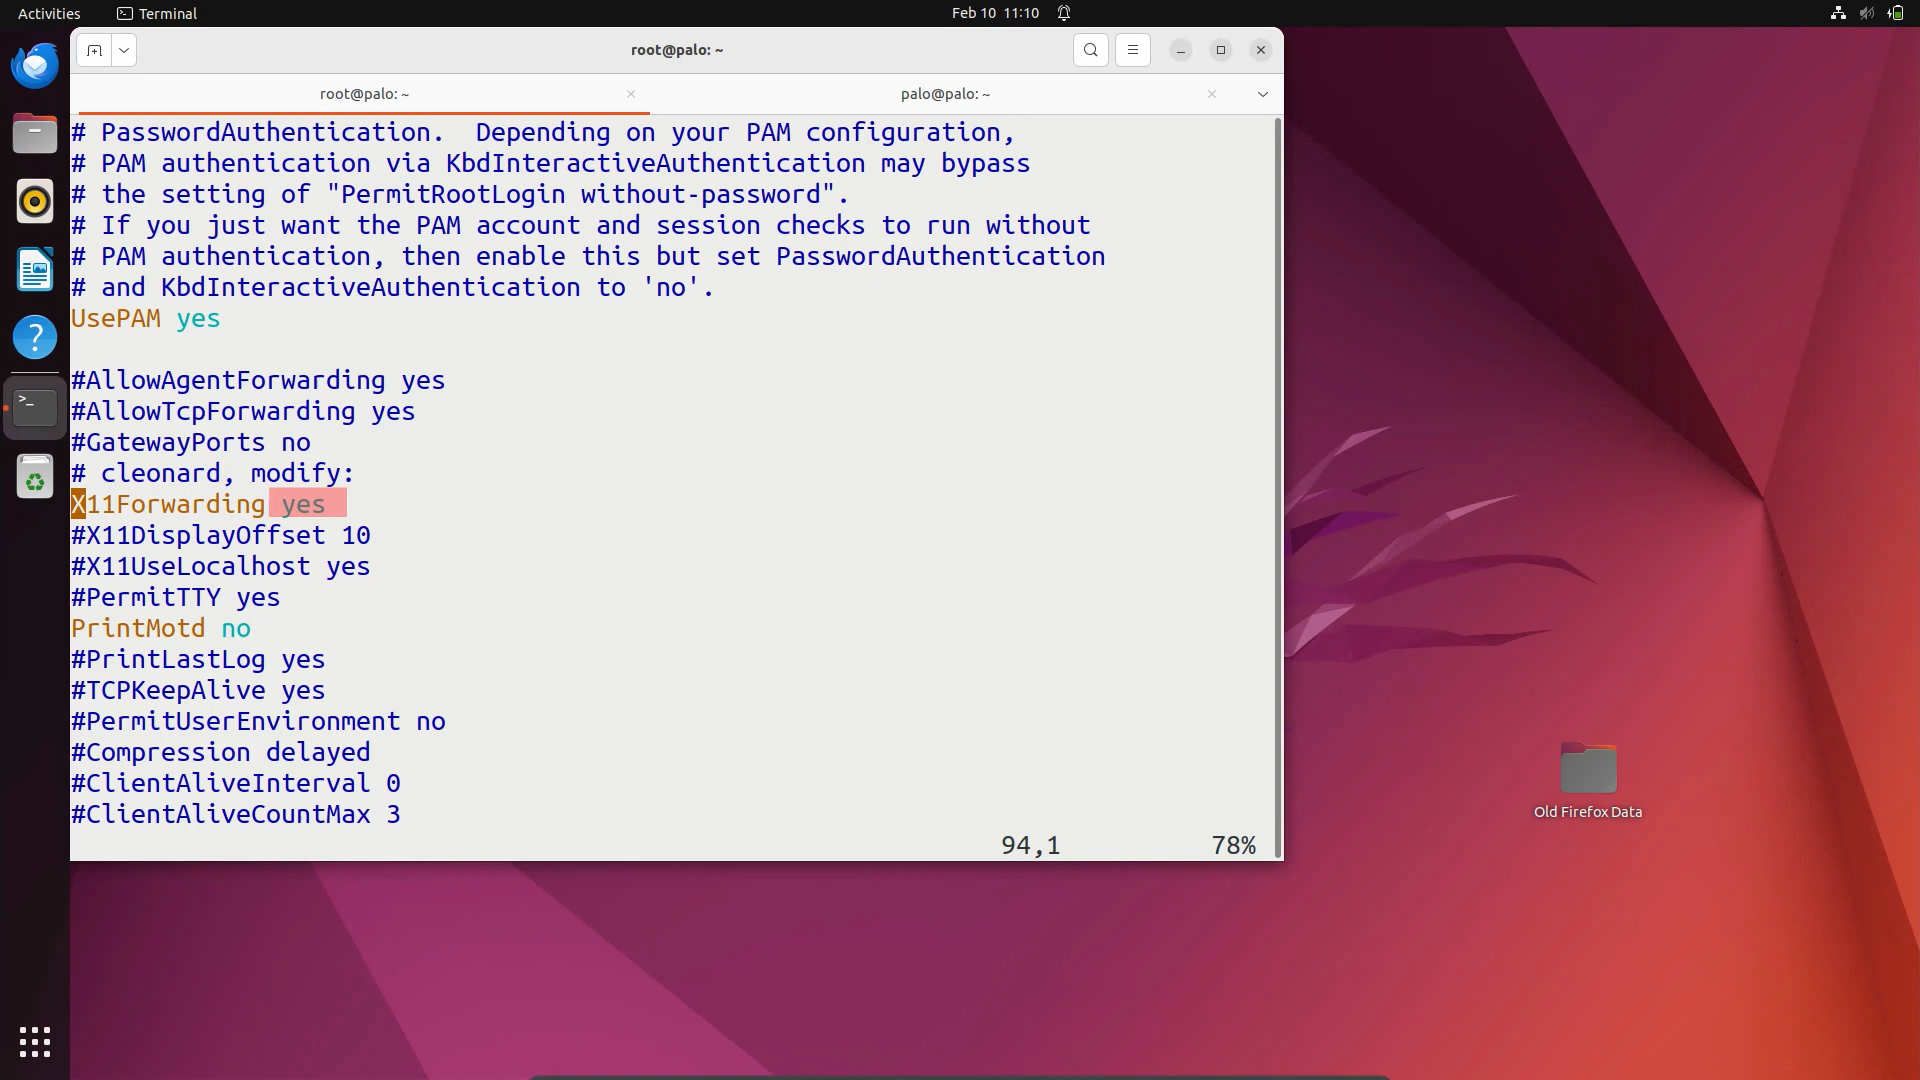 Activities
Terminal
Feb 10 11:10
root@palo: ~
root@palo: ~
palo@palo: ~
# PasswordAuthentication.  Depending on your PAM configuration,
# PAM authentication via KbdInteractiveAuthentication may bypass
# the setting of "PermitRootLogin without-password".
# If you just want the PAM account and session checks to run without
# PAM authentication, then enable this but set PasswordAuthentication
# and KbdInteractiveAuthentication to 'no'.
UsePAM yes
#AllowAgentForwarding yes
#AllowTcpForwarding yes
#GatewayPorts no
# cleonard, modify:
X11Forwarding yes
#X11DisplayOffset 10
#X11UseLocalhost yes
#PermitTTY yes
PrintMotd no
#PrintLastLog yes
#TCPKeepAlive yes
#PermitUserEnvironment no
#Compression delayed
#ClientAliveInterval 0
#ClientAliveCountMax 3
94,1 78%
Old Firefox Data